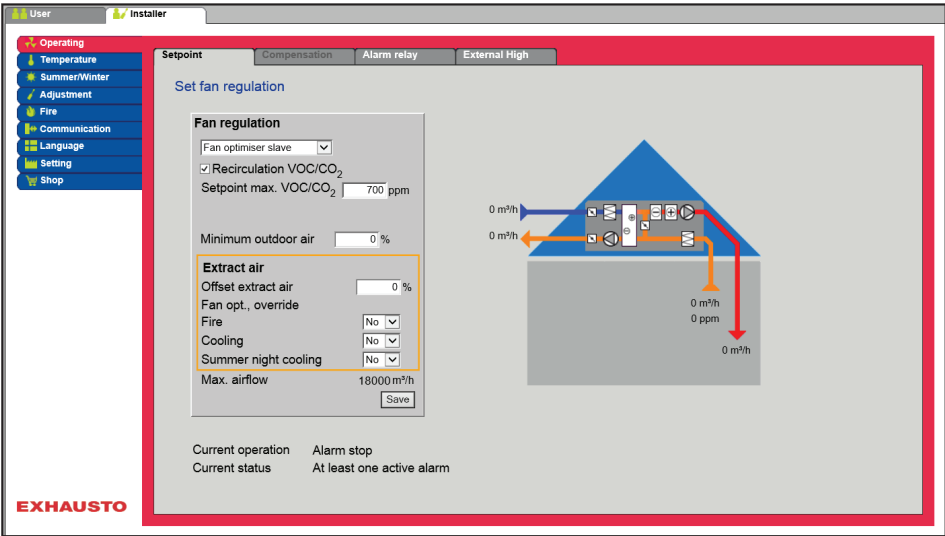 User
Installer
Operating
Temperature
Summer/Winter
Adjustment
Fire
Communication
Language
Setting
Shop
Setpoint
Compensation
Alarm relay
External High
Set fan regulation
Fan regulation
Fan optimiser slave
Recirculation VOC/CO₂
Setpoint max. VOC/CO₂ 700 ppm
Minimum outdoor air 0 %
Extract air
Offset extract air 0 %
Fan opt., override
Fire No
Cooling No
Summer night cooling No
Max. airflow 18000 m³/h
Save
0 m³/h
0 m³/h
0 m³/h
0 ppm
0 m³/h
Current operation Alarm stop
Current status At least one active alarm
EXHAUSTO